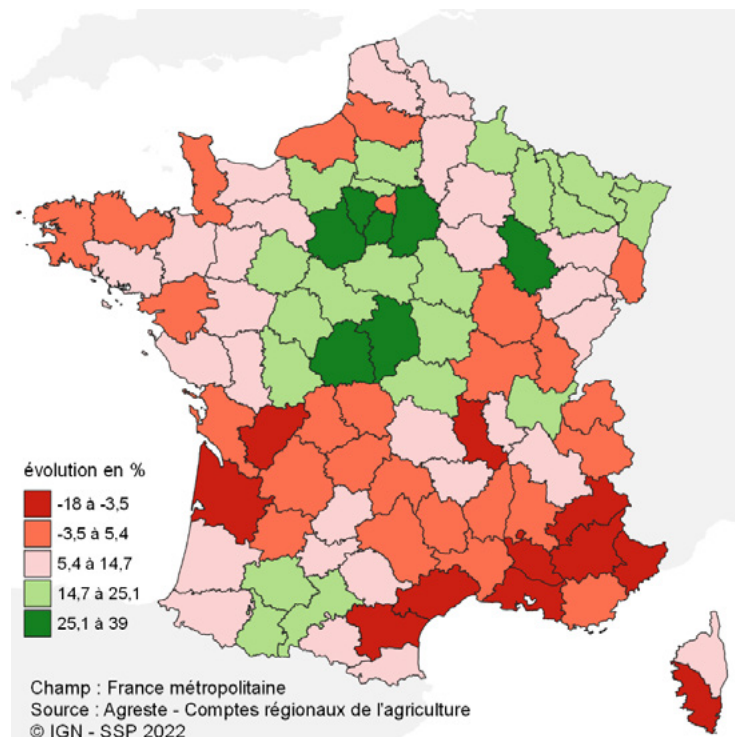 évolution en %
-18 à -3,5
-3,5 à 5,4
5,4 à 14,7
14,7 à 25,1
25,1 à 39
Champ : France métropolitaine
Source : Agreste - Comptes régionaux de l'agriculture
© IGN - SSP 2022